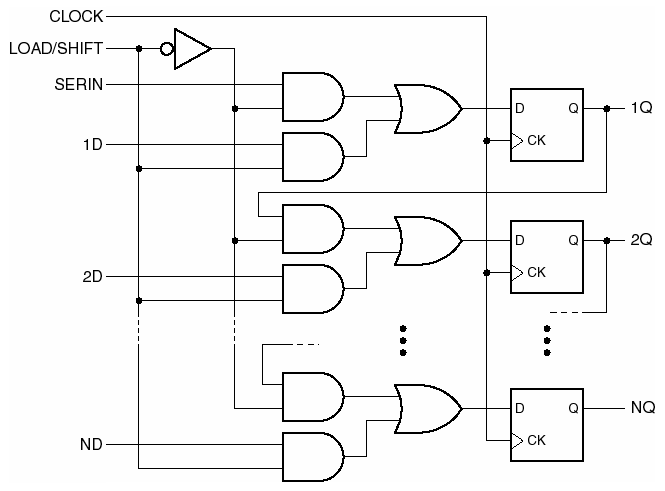 CLOCK
LOAD/SHIFT
SERIN
D Q 1Q
1D
CK
D Q 2Q
2D
CK
D Q NQ
ND
CK